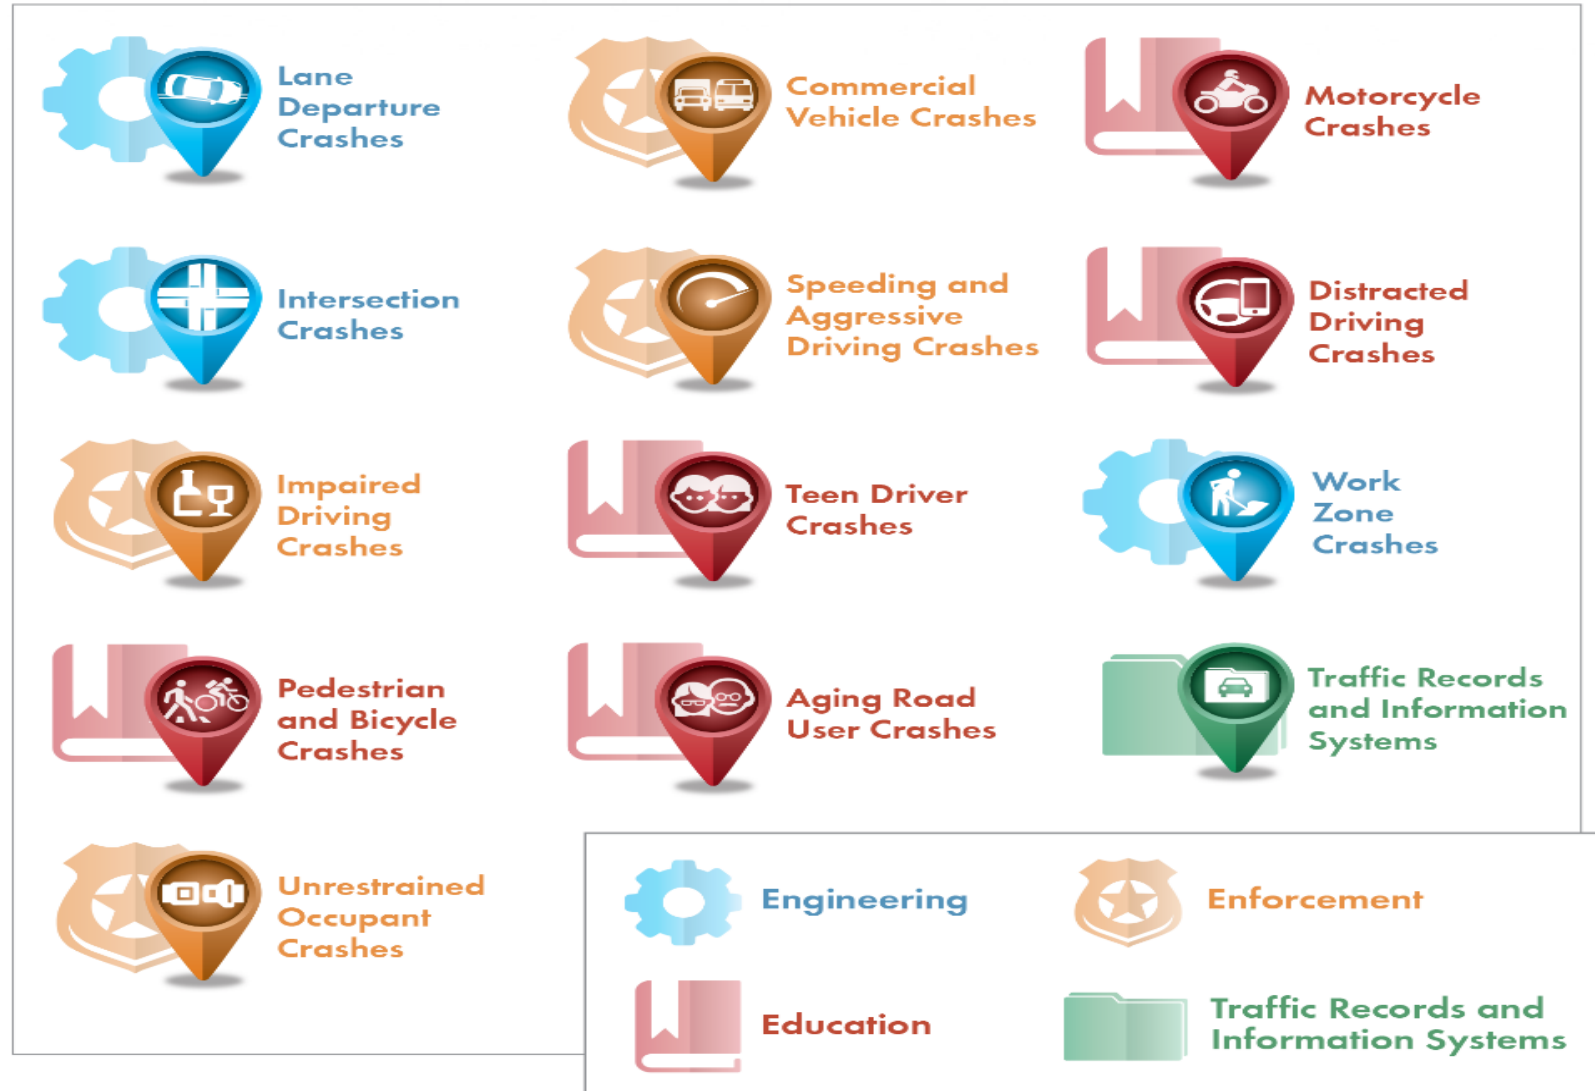 Lane
Departure
Crashes
Commercial
Vehicle Crashes
Motorcycle
Crashes
Intersection
Crashes
Speeding and
Aggressive
Driving Crashes
Distracted
Driving
Crashes
Impaired
Driving
Crashes
Teen Driver
Crashes
Work
Zone
Crashes
Pedestrian
and Bicycle
Crashes
Aging Road
User Crashes
Traffic Records
and Information
Systems
Unrestrained
Occupant
Crashes
Engineering
Enforcement
Education
Traffic Records and
Information Systems